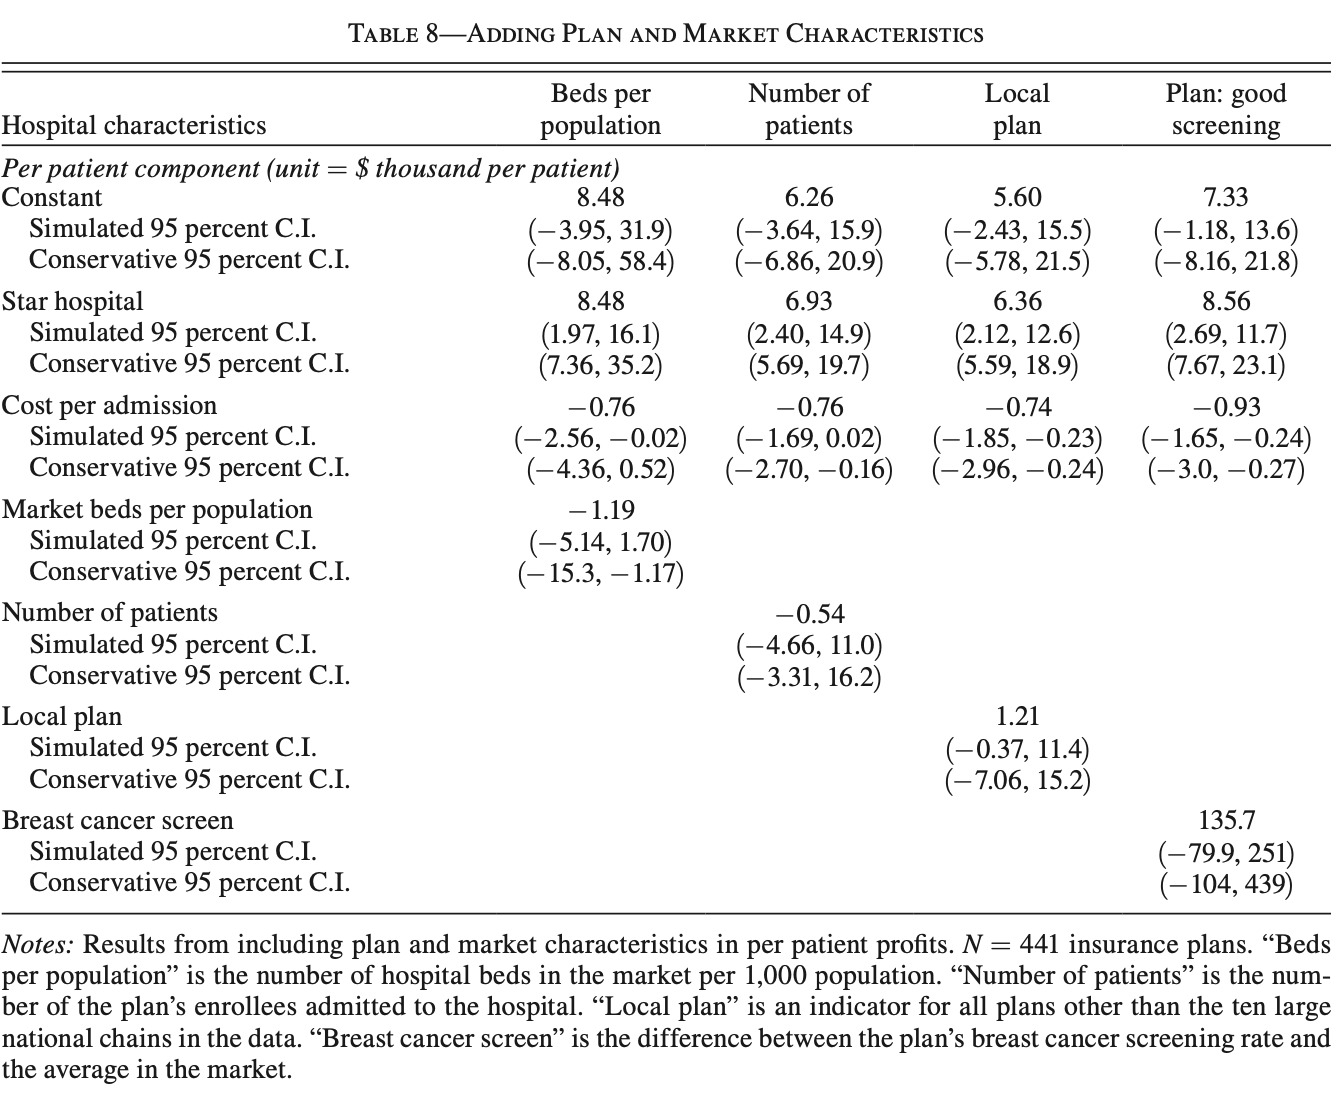 TABLE 8—ADDING PLAN AND MARKET CHARACTERISTICS
Hospital characteristics Beds per population Number of patients Local plan Plan: good screening
Per patient component (unit = $ thousand per patient)
Constant 8.48 6.26 5.60 7.33
Simulated 95 percent C.I. (−3.95, 31.9) (−3.64, 15.9) (−2.43, 15.5) (−1.18, 13.6)
Conservative 95 percent C.I. (−8.05, 58.4) (−6.86, 20.9) (−5.78, 21.5) (−8.16, 21.8)
Star hospital 8.48 6.93 6.36 8.56
Simulated 95 percent C.I. (1.97, 16.1) (2.40, 14.9) (2.12, 12.6) (2.69, 11.7)
Conservative 95 percent C.I. (7.36, 35.2) (5.69, 19.7) (5.59, 18.9) (7.67, 23.1)
Cost per admission −0.76 −0.76 −0.74 −0.93
Simulated 95 percent C.I. (−2.56, −0.02) (−1.69, 0.02) (−1.85, −0.23) (−1.65, −0.24)
Conservative 95 percent C.I. (−4.36, 0.52) (−2.70, −0.16) (−2.96, −0.24) (−3.0, −0.27)
Market beds per population −1.19
Simulated 95 percent C.I. (−5.14, 1.70)
Conservative 95 percent C.I. (−15.3, −1.17)
Number of patients −0.54
Simulated 95 percent C.I. (−4.66, 11.0)
Conservative 95 percent C.I. (−3.31, 16.2)
Local plan 1.21
Simulated 95 percent C.I. (−0.37, 11.4)
Conservative 95 percent C.I. (−7.06, 15.2)
Breast cancer screen 135.7
Simulated 95 percent C.I. (−79.9, 251)
Conservative 95 percent C.I. (−104, 439)
Notes: Results from including plan and market characteristics in per patient profits. N = 441 insurance plans. “Beds
per population” is the number of hospital beds in the market per 1,000 population. “Number of patients” is the num-
ber of the plan’s enrollees admitted to the hospital. “Local plan” is an indicator for all plans other than the ten large
national chains in the data. “Breast cancer screen” is the difference between the plan’s breast cancer screening rate and
the average in the market.